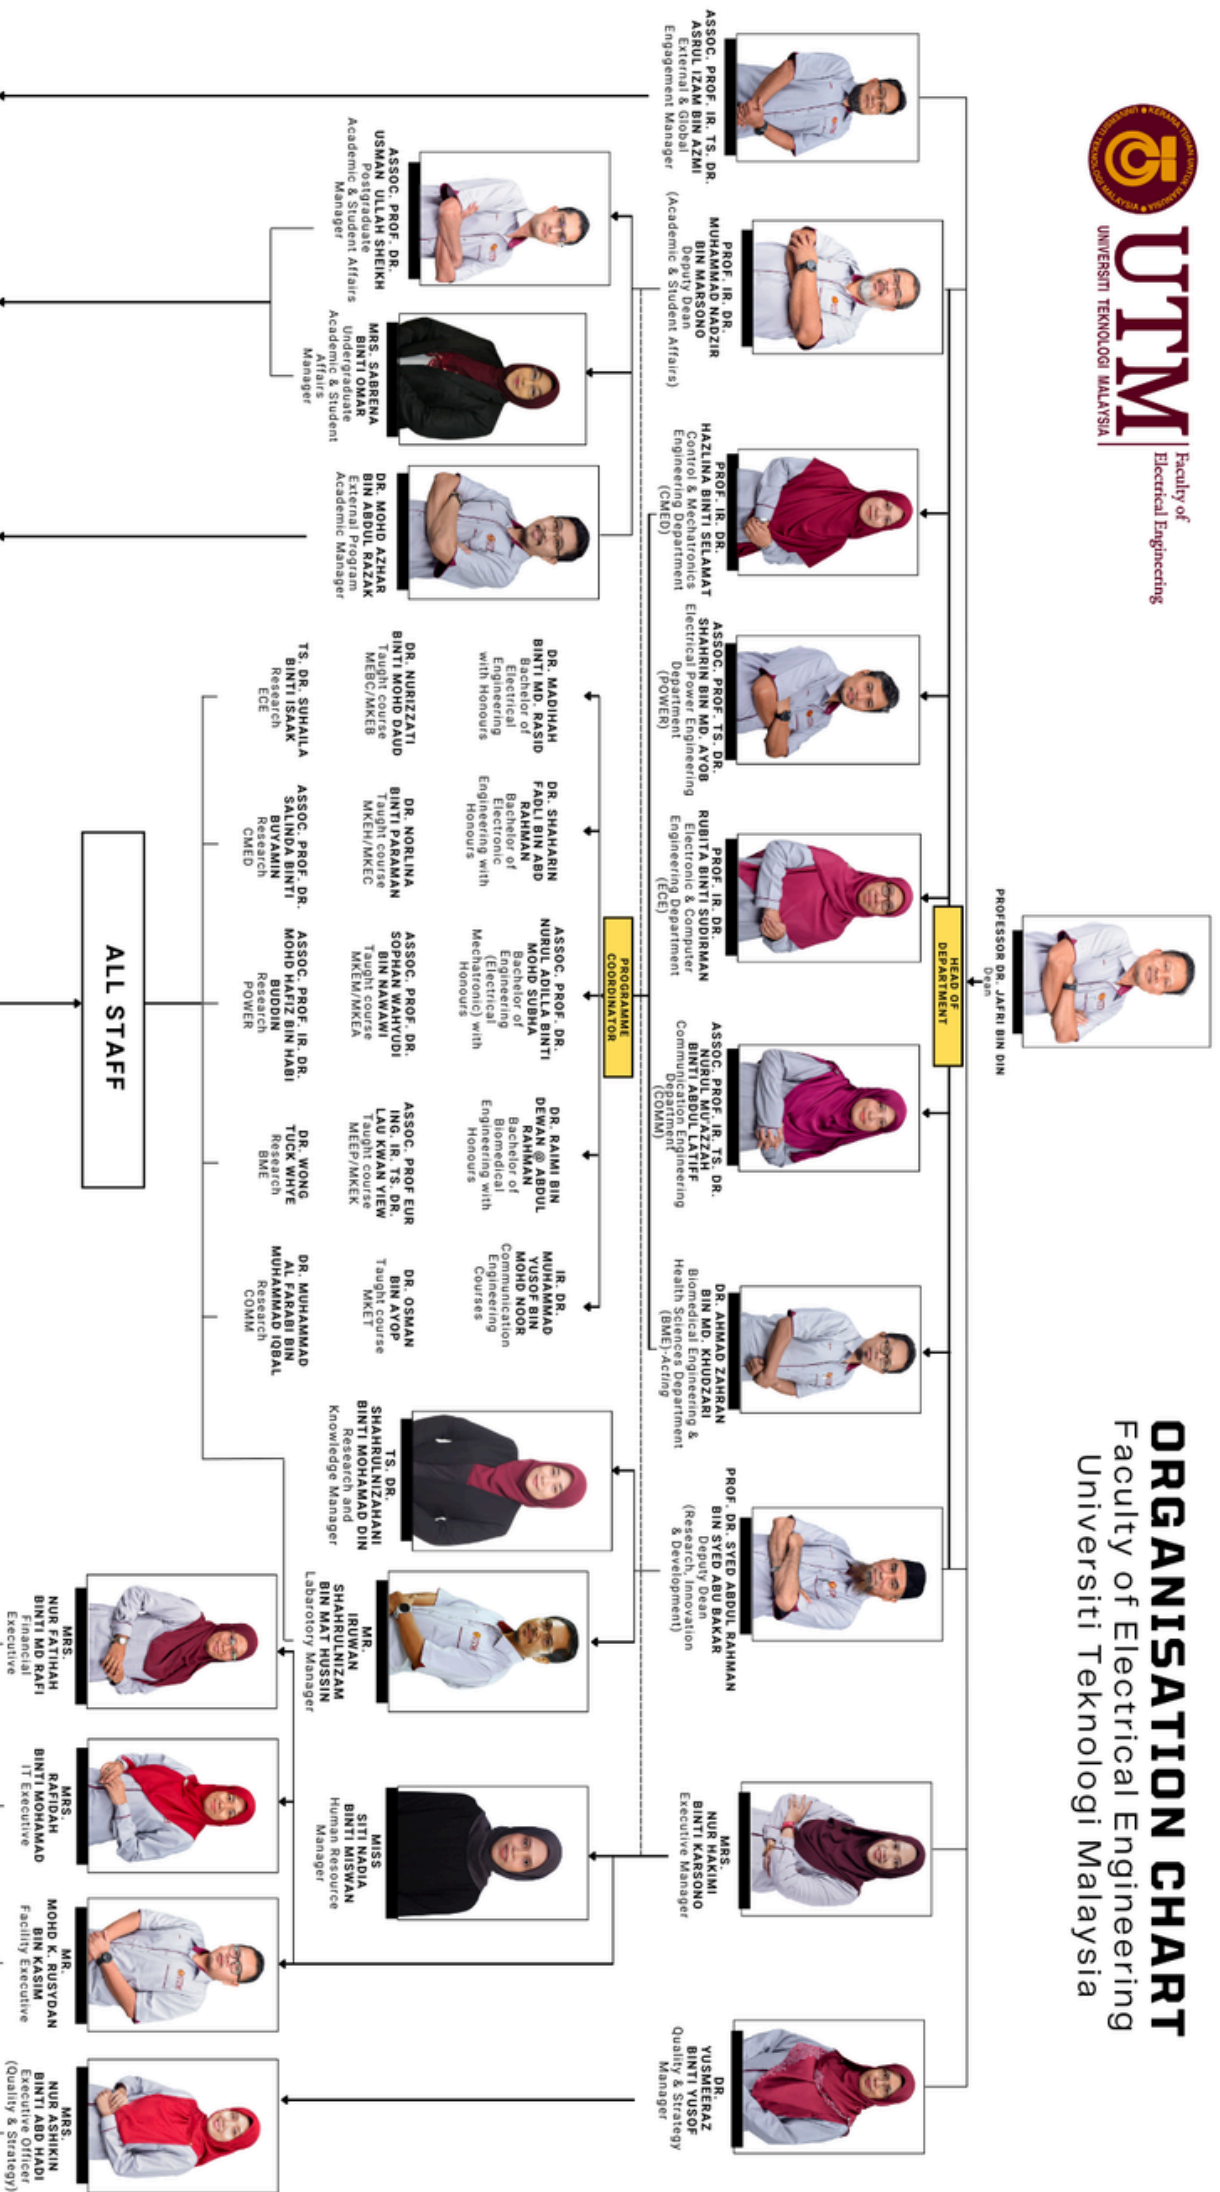 KERANA TUHAN UNTUK MANUSIA
UNIVERSITI TEKNOLOGI MALAYSIA
UTM
UNIVERSITI TEKNOLOGI MALAYSIA
Faculty of
Electrical Engineering
ORGANISATION CHART
Faculty of Electrical Engineering
Universiti Teknologi Malaysia
PROFESSOR DR. JAFRI BIN DIN
Dean
HEAD OF
DEPARTMENT
ASSOC. PROF. IR. TS. DR.
ASRUL IZAM BIN AZMI
External & Global
Engagement Manager
PROF. IR. DR.
MUHAMMAD NADZIR
BIN MARSONO
Deputy Dean
(Academic & Student Affairs)
PROF. IR. DR.
HAZLINA BINTI SELAMAT
Control & Mechatronics
Engineering Department
(CMED)
ASSOC. PROF. TS. DR.
SHAHRIN BIN MD. AYOB
Electrical Power Engineering
Department
(POWER)
PROF. IR. DR.
RUBITA BINTI SUDIRMAN
Electronic & Computer
Engineering Department
(ECE)
ASSOC. PROF. IR. TS. DR.
NURUL MU'AZZAH
BINTI ABDUL LATIFF
Communication Engineering
Department
(COMM)
DR. AHMAD ZAHRAN
BIN MD. KHUDZARI
Biomedical Engineering &
Health Sciences Department
(BME)-Acting
PROF. DR. SYED ABDUL RAHMAN
BIN SYED ABU BAKAR
Deputy Dean
(Research, Innovation
& Development)
MRS.
NUR HAKIMI
BINTI KARSONO
Executive Manager
DR.
YUSMEERAZ
BINTI YUSOF
Quality & Strategy
Manager
PROGRAMME
COORDINATOR
ASSOC. PROF. DR.
USMAN ULLAH SHEIKH
Postgraduate
Academic & Student Affairs
Manager
MRS. SABRENA
BINTI OMAR
Undergraduate
Academic & Student
Affairs
Manager
DR. MOHD AZHAR
BIN ABDUL RAZAK
External Program
Academic Manager
DR. MADIHAH
BINTI MD. RASID
Bachelor of
Electrical
Engineering
with Honours
DR. SHAHARIN
FADLI BIN ABD
RAHMAN
Bachelor of
Electronic
Engineering with
Honours
ASSOC. PROF. DR.
NURUL ADILLA BINTI
MOHD SUBHA
Bachelor of
Engineering
(Electrical
Mechatronic) with
Honours
DR. RAIMI BIN
DEWAN @ ABDUL
RAHMAN
Bachelor of
Biomedical
Engineering with
Honours
IR. DR.
MUHAMMAD
YUSOF BIN
MOHD NOOR
Communication
Engineering
Courses
DR. NURIZZATI
BINTI MOHD DAUD
Taught course
MEBC/MKEB
DR. NORLINA
BINTI PARAMAN
Taught course
MKEH/MKEC
ASSOC. PROF. DR.
SOPHAN WAHYUDI
BIN NAWAWI
Taught course
MKEM/MKEA
ASSOC. PROF EUR
ING. IR. TS. DR.
LAU KWAN YIEW
Taught course
MEEP/MKEK
DR. OSMAN
BIN AYOP
Taught course
MKET
TS. DR. SUHAILA
BINTI ISAAK
Research
ECE
ASSOC. PROF. DR.
SALINDA BINTI
BUYAMIN
Research
CMED
ASSOC. PROF. IR. DR.
MOHD HAFIZ BIN HABI
BUDDIN
Research
POWER
DR. WONG
TUCK WHYE
Research
BME
DR. MUHAMMAD
AL FARABI BIN
MUHAMMAD IQBAL
Research
COMM
TS. DR.
SHAHRULNIZAHANI
BINTI MOHAMAD DIN
Research and
Knowledge Manager
MR.
IRUWAN
SHAHRULNIZAM
BIN MAT HUSSIN
Labarotory Manager
MISS
SITI NADIA
BINTI MISWAN
Human Resource
Manager
MRS.
NUR FATIHAH
BINTI MD RAFI
Financial
Executive
MRS.
RAFIDAH
BINTI MOHAMAD
IT Executive
MR.
MOHD K. RUSYDAN
BIN KASIM
Facility Executive
MRS.
NUR ASHIKIN
BINTI ABD HADI
Executive Officer
(Quality & Strategy)
ALL STAFF